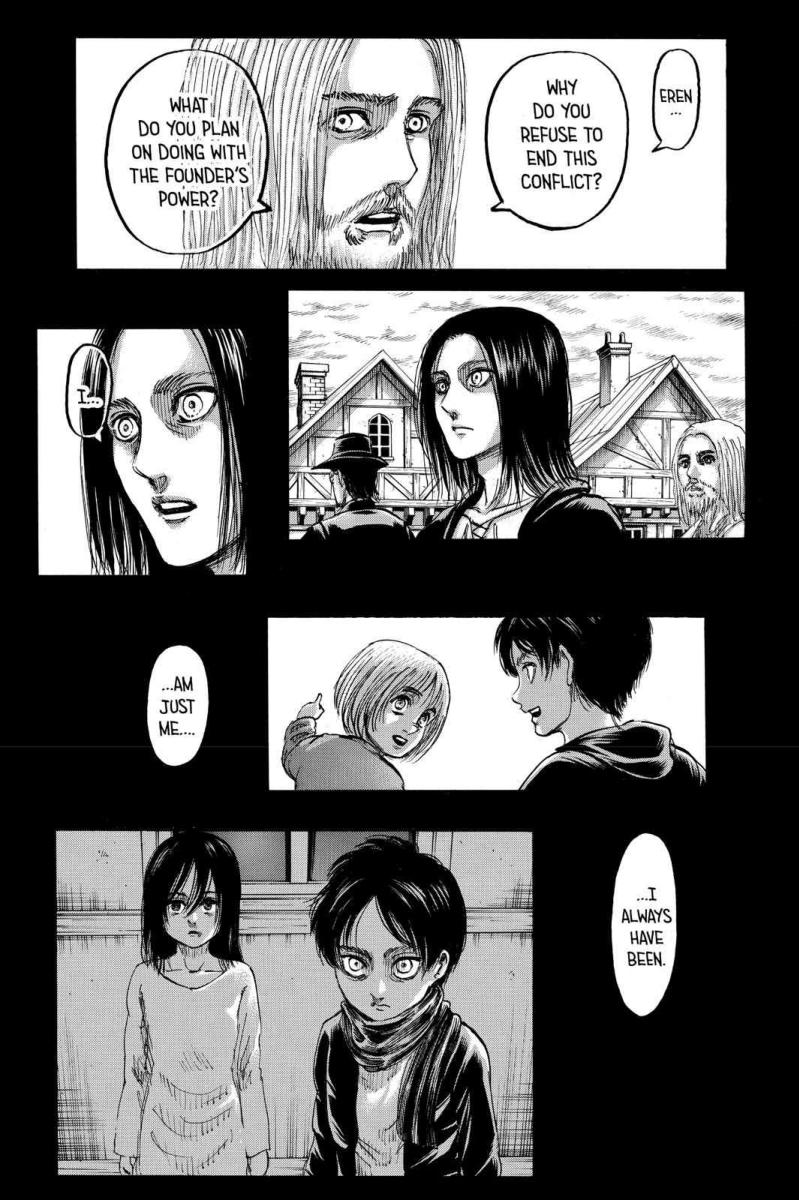 EREN
...
WHY
DO YOU
REFUSE TO
END THIS
CONFLICT?
WHAT
DO YOU PLAN
ON DOING WITH
THE FOUNDER'S
POWER?
I...
...AM
JUST
ME....
...I
ALWAYS
HAVE
BEEN.